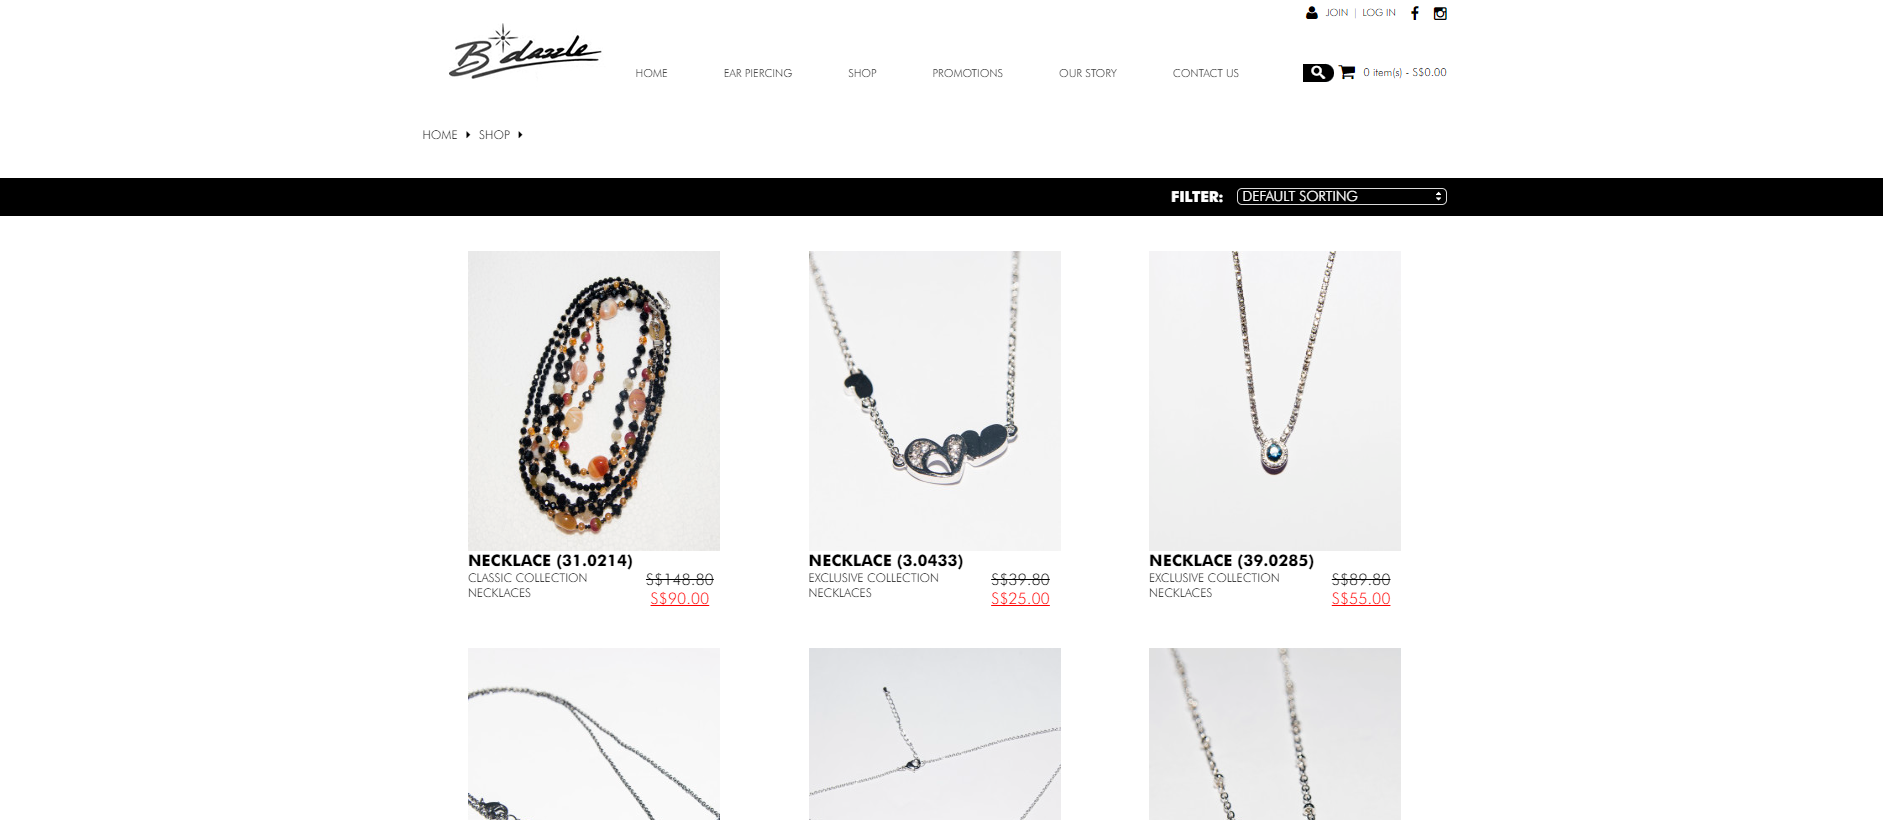 JOIN | LOG IN
B'dazzle
HOME EAR PIERCING SHOP PROMOTIONS OUR STORY CONTACT US
0 item(s) - S$0.00
HOME SHOP
FILTER: DEFAULT SORTING
NECKLACE (31.0214)
CLASSIC COLLECTION
NECKLACES
S$148.80
S$90.00
NECKLACE (3.0433)
EXCLUSIVE COLLECTION
NECKLACES
S$39.80
S$25.00
NECKLACE (39.0285)
EXCLUSIVE COLLECTION
NECKLACES
S$89.80
S$55.00